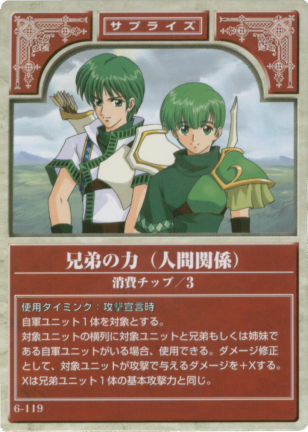 サプライズ
兄弟の力（人間関係）
消費チップ／3
使用タイミング：攻撃宣言時
自軍ユニット1体を対象とする。
対象ユニットの横列に対象ユニットと兄弟もしくは姉妹で
ある自軍ユニットがいる場合、使用できる。ダメージ修正
として、対象ユニットが攻撃で与えるダメージを＋Xする。
Xは兄弟ユニット1体の基本攻撃力と同じ。
6-119